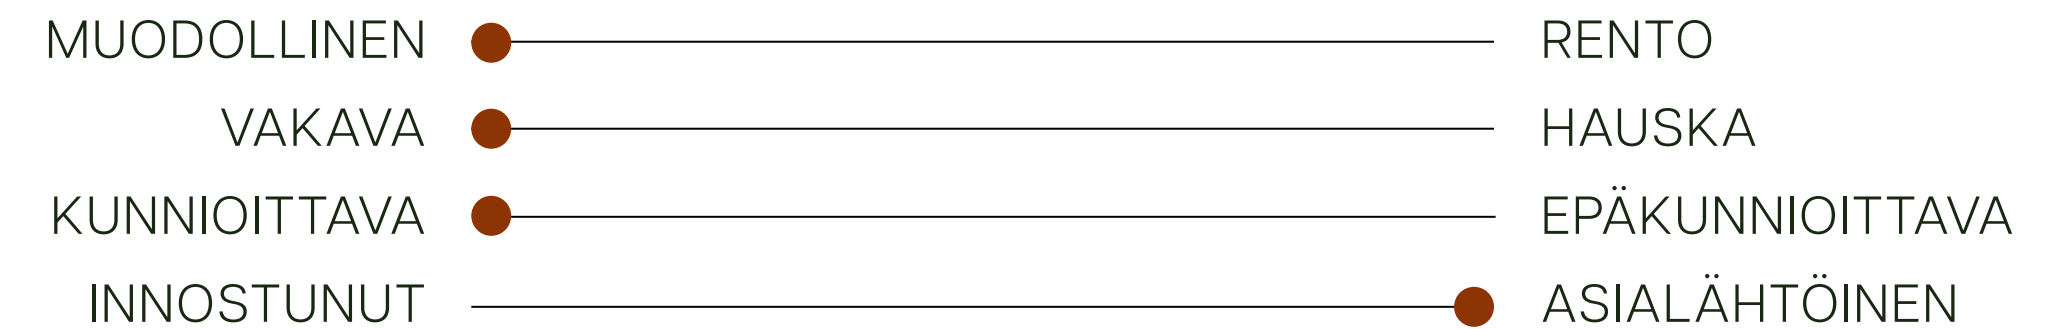 MUODOLLINEN RENTO
VAKAVA HAUSKA
KUNNIOITTAVA EPÄKUNNIOITTAVA
INNOSTUNUT ASIALÄHTÖINEN